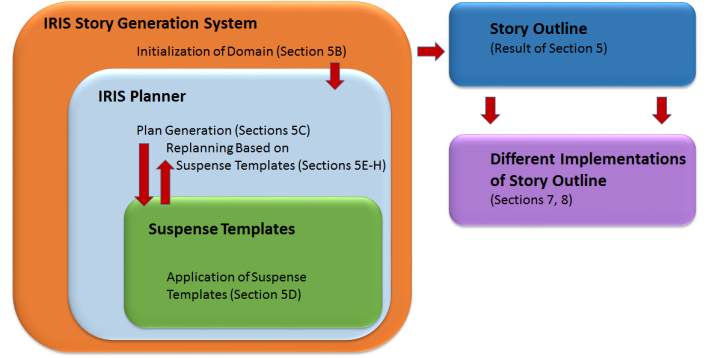 IRIS Story Generation System
Initialization of Domain (Section 5B)
IRIS Planner
Plan Generation (Sections 5C)
Replanning Based on
Suspense Templates (Sections 5E-H)
Suspense Templates
Application of Suspense
Templates (Section 5D)
Story Outline
(Result of Section 5)
Different Implementations
of Story Outline
(Sections 7, 8)